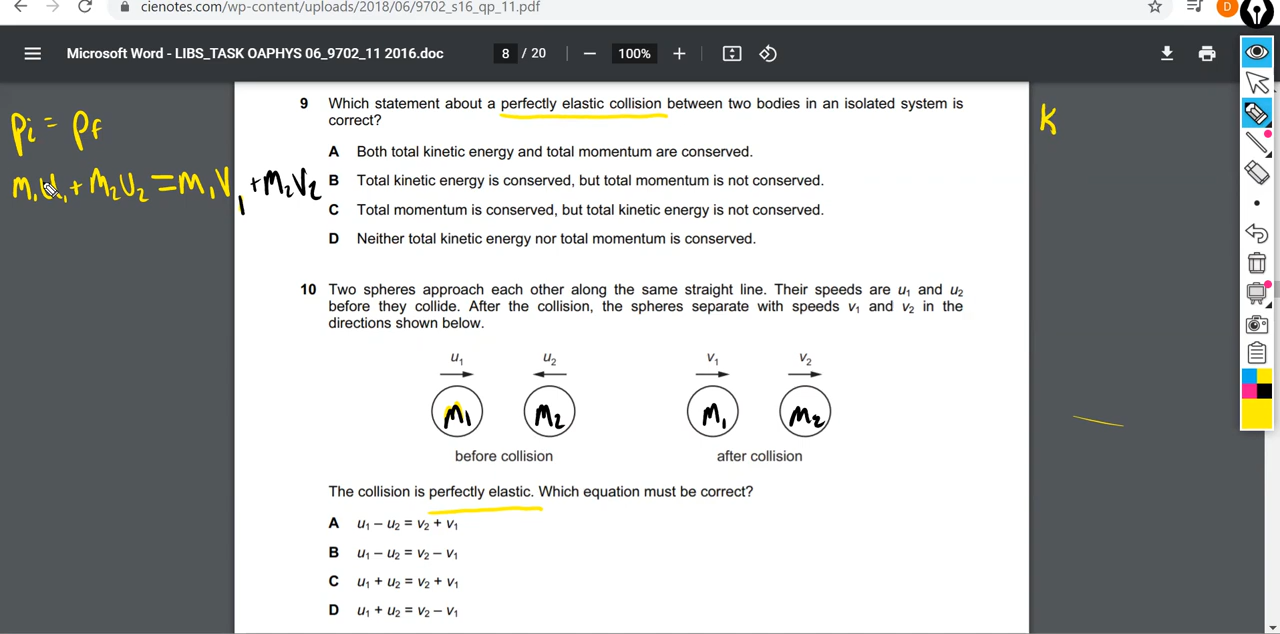 cienotes.com/wp-content/uploads/2018/06/9702_s16_qp_11.pdf
D
Microsoft Word - LIBS_TASK OAPHYS 06_9702_11 2016.doc
8 / 20
100%
pi = pf
m₁u₁ + m₂u₂ = m₁v₁ + m₂v₂
K
9 Which statement about a perfectly elastic collision between two bodies in an isolated system is
correct?
A Both total kinetic energy and total momentum are conserved.
B Total kinetic energy is conserved, but total momentum is not conserved.
C Total momentum is conserved, but total kinetic energy is not conserved.
D Neither total kinetic energy nor total momentum is conserved.
10 Two spheres approach each other along the same straight line. Their speeds are u₁ and u₂
before they collide. After the collision, the spheres separate with speeds v₁ and v₂ in the
directions shown below.
u₁ u₂ v₁ v₂
m₁ m₂ m₁ m₂
before collision after collision
The collision is perfectly elastic. Which equation must be correct?
A u₁ – u₂ = v₂ + v₁
B u₁ – u₂ = v₂ – v₁
C u₁ + u₂ = v₂ + v₁
D u₁ + u₂ = v₂ – v₁